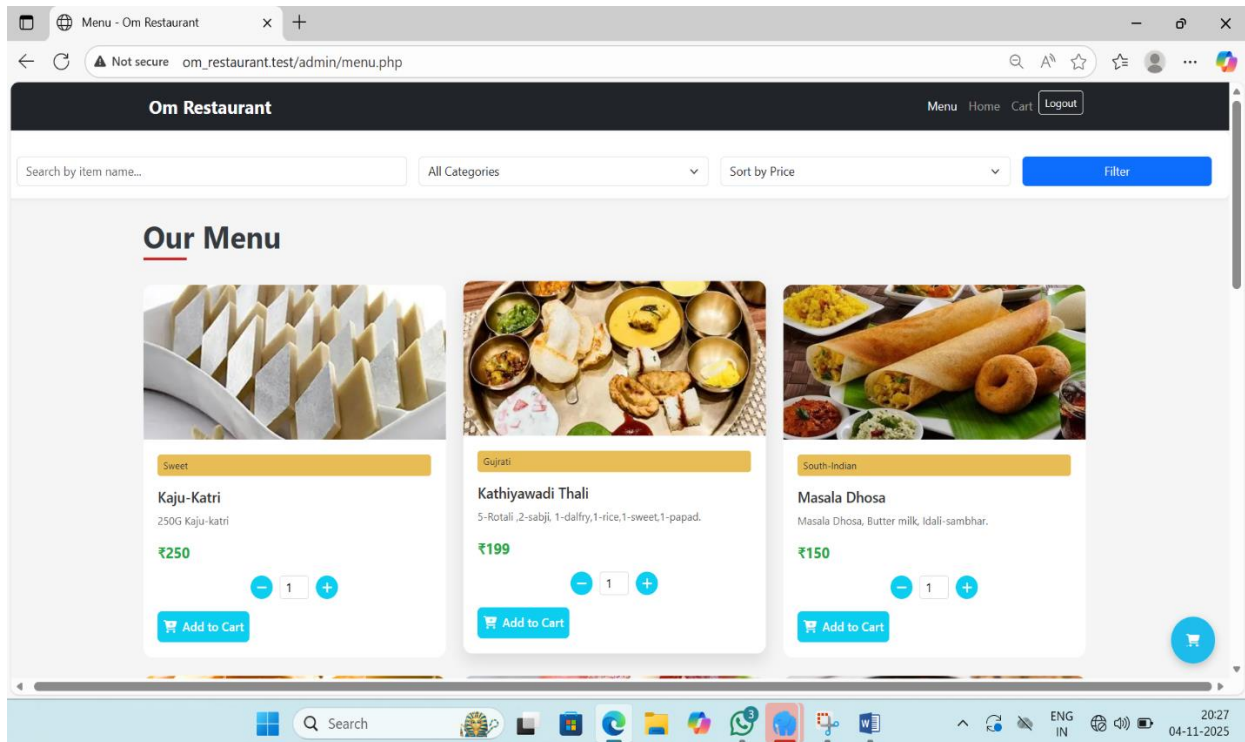 Menu - Om Restaurant
Not secure om_restaurant.test/admin/menu.php
Om Restaurant
Menu Home Cart Logout
Search by item name... All Categories Sort by Price Filter
Our Menu
Sweet
Kaju-Katri
250G Kaju-katri
₹250
1
Add to Cart
Gujrati
Kathiyawadi Thali
5-Rotali ,2-sabji, 1-dalfry,1-rice,1-sweet,1-papad.
₹199
1
Add to Cart
South-Indian
Masala Dhosa
Masala Dhosa, Butter milk, Idali-sambhar.
₹150
1
Add to Cart
Search
3
ENG
IN
20:27
04-11-2025